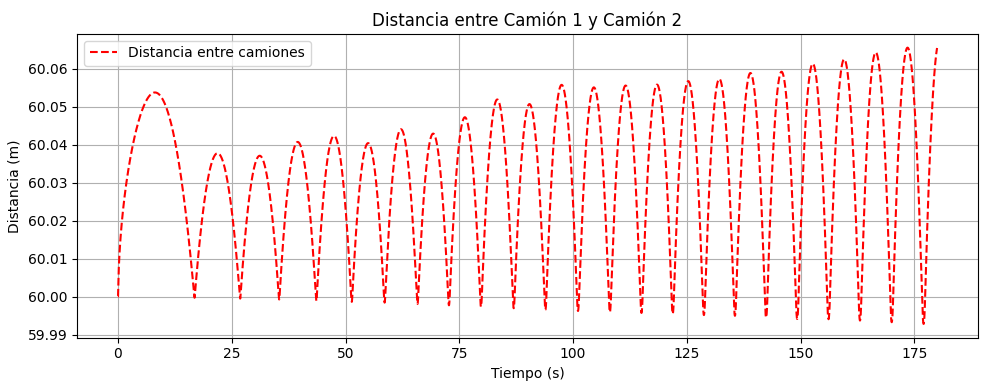 Distancia entre Camión 1 y Camión 2
Distancia entre camiones
Distancia (m)
60.06
60.05
60.04
60.03
60.02
60.01
60.00
59.99
0 25 50 75 100 125 150 175
Tiempo (s)